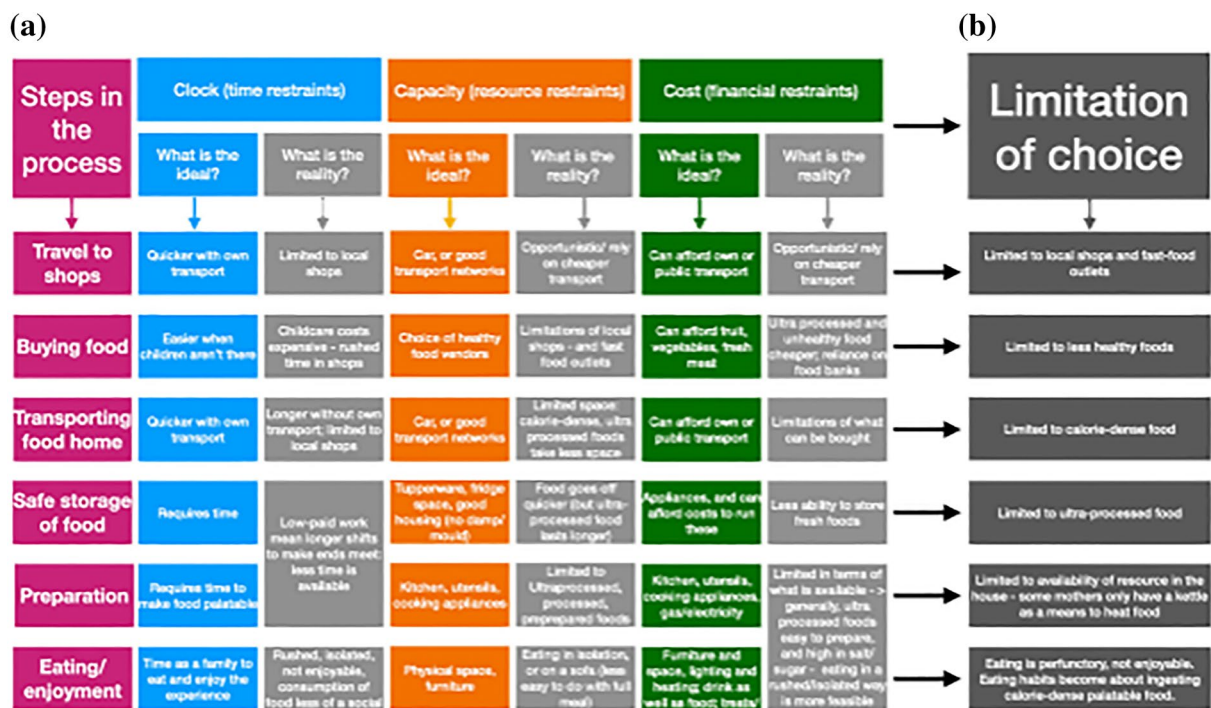 (a)
(b)
Steps in
the
process
Clock (time restraints)
Capacity (resource restraints)
Cost (financial restraints)
Limitation
of choice
What is the
ideal?
What is the
reality?
What is the
ideal?
What is the
reality?
What is the
ideal?
What is the
reality?
Travel to
shops
Quicker with own
transport
Limited to local
shops
Car, or good
transport networks
Opportunistic/ rely
on cheaper
transport
Can afford own or
public transport
Opportunistic/ rely
on cheaper
transport
Limited to local shops and fast-food
outlets
Buying food
Easier when
children aren't there
Childcare costs
expensive - rushed
time in shops
Choice of healthy
food vendors
Limitations of local
shops - and fast
food outlets
Can afford fruit,
vegetables, fresh
meat
Ultra processed and
unhealthy food
cheaper; reliance on
food banks
Limited to less healthy foods
Transporting
food home
Quicker with own
transport
Longer without own
transport; limited to
local shops
Car, or good
transport networks
Limited space:
calorie-dense, ultra
processed foods
take less space
Can afford own or
public transport
Limitations of what
can be bought
Limited to calorie-dense food
Safe storage
of food
Requires time
Low-paid work
mean longer shifts
to make ends meet:
less time is
available
Tupperware, fridge
space, good
housing (no damp/
mould)
Food goes off
quicker (but ultra-
processed food
lasts longer)
Appliances, and can
afford costs to run
these
Less ability to store
fresh foods
Limited to ultra-processed food
Preparation
Requires time to
make food palatable
Kitchen, utensils,
cooking appliances
Limited to
Ultraprocessed,
processed,
preprepared foods
Kitchen, utensils,
cooking appliances,
gas/electricity
Limited in terms of
what is available - >
generally, ultra
processed foods
easy to prepare,
and high in salt/
sugar - eating in a
rushed/isolated way
is more feasible
Limited to availability of resource in the
house - some mothers only have a kettle
as a means to heat food
Eating/
enjoyment
Time as a family to
eat and enjoy the
experience
Rushed, isolated,
not enjoyable,
consumption of
food less of a social
Physical space,
furniture
Eating in isolation,
or on a sofa (less
easy to do with full
meal)
Furniture and
space, lighting and
heating; drink as
well as food; treats/
Eating is perfunctory, not enjoyable.
Eating habits become about ingesting
calorie-dense palatable food.